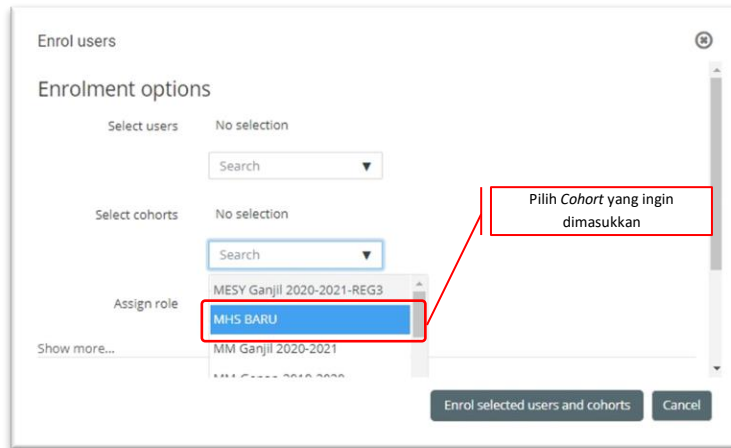 Enrol users
Enrolment options
Select users No selection
Search
Select cohorts No selection
Search
Pilih Cohort yang ingin
dimasukkan
MESY Ganjil 2020-2021-REG3
Assign role
MHS BARU
Show more...
MM Ganjil 2020-2021
Enrol selected users and cohorts Cancel